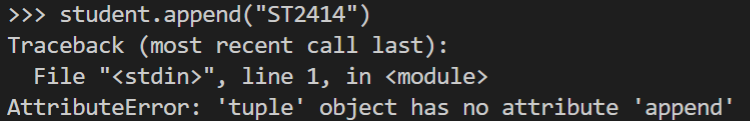 >>> student.append("ST2414")
Traceback (most recent call last):
  File "<stdin>", line 1, in <module>
AttributeError: 'tuple' object has no attribute 'append'